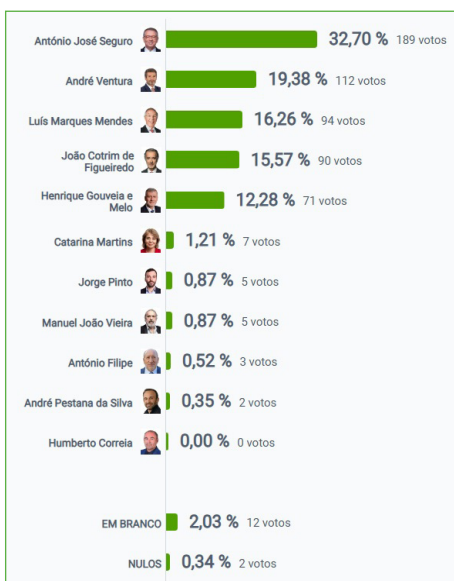 António José Seguro 32,70 % 189 votos
André Ventura 19,38 % 112 votos
Luís Marques Mendes 16,26 % 94 votos
João Cotrim de
Figueiredo 15,57 % 90 votos
Henrique Gouveia e
Melo 12,28 % 71 votos
Catarina Martins 1,21 % 7 votos
Jorge Pinto 0,87 % 5 votos
Manuel João Vieira 0,87 % 5 votos
António Filipe 0,52 % 3 votos
André Pestana da Silva 0,35 % 2 votos
Humberto Correia 0,00 % 0 votos
EM BRANCO 2,03 % 12 votos
NULOS 0,34 % 2 votos